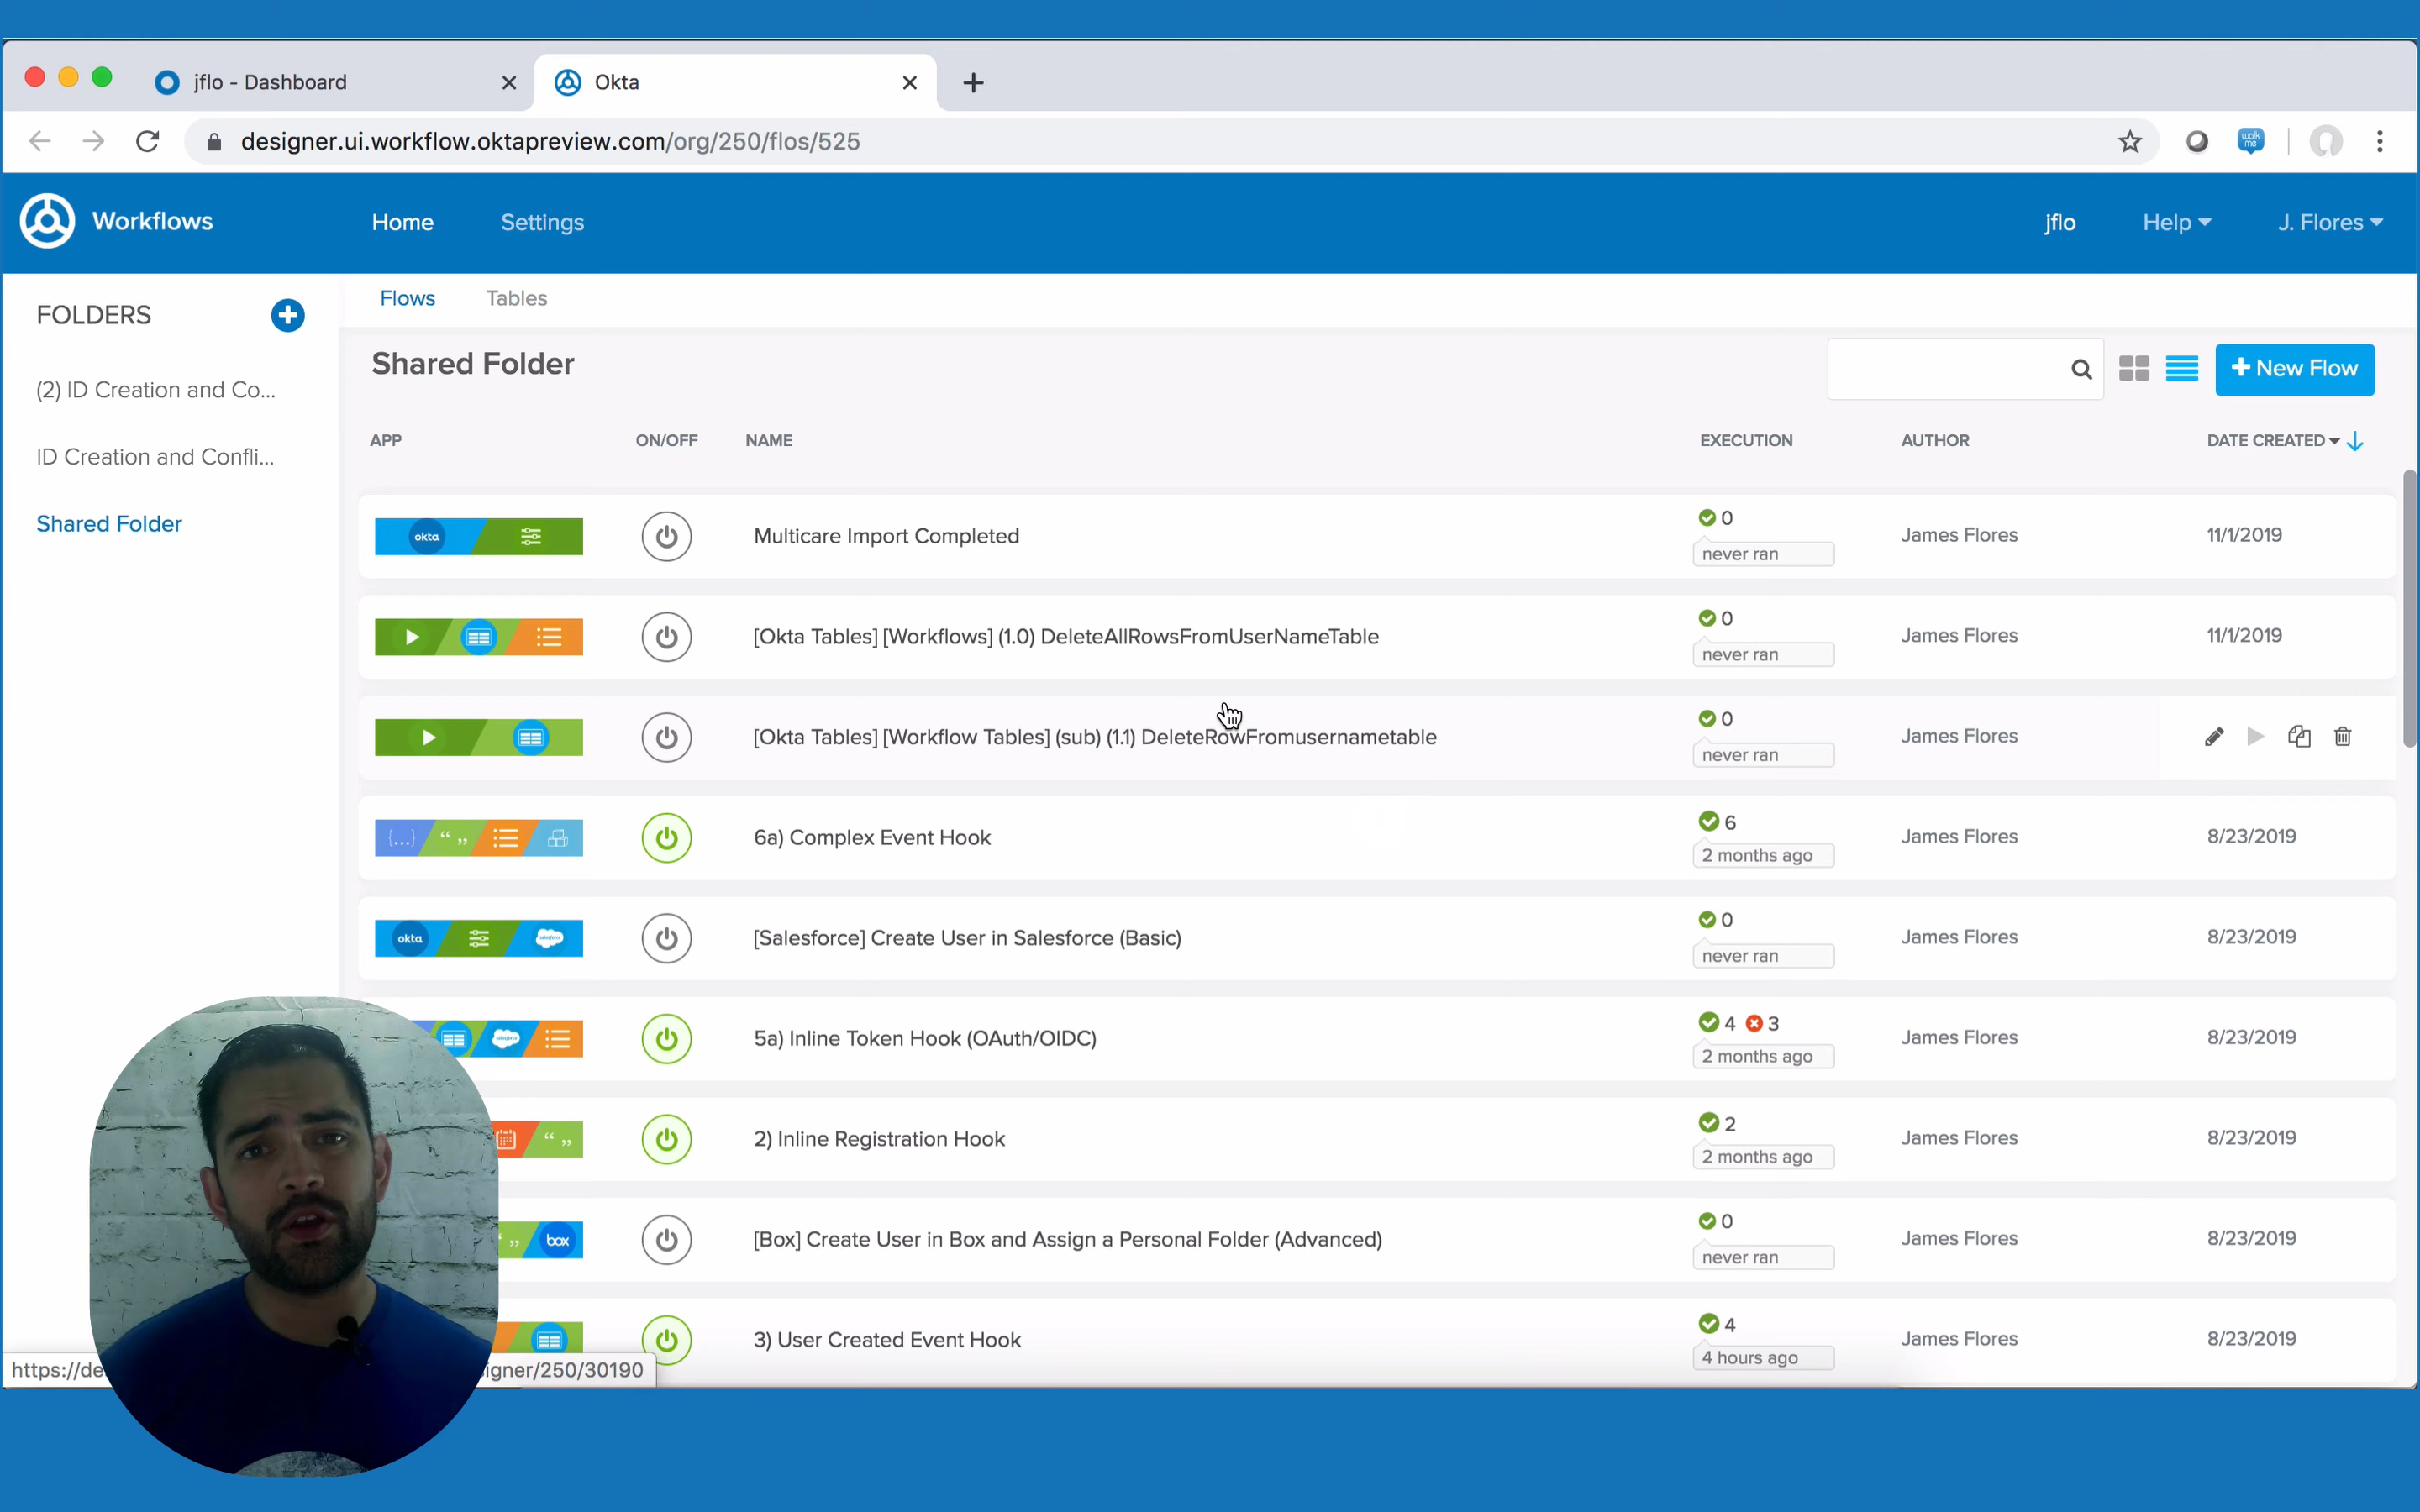 jflo - Dashboard
Okta
designer.ui.workflow.oktapreview.com/org/250/flos/525
walk me
Workflows
Home
Settings
jflo
Help
J. Flores
FOLDERS
(2) ID Creation and Co...
ID Creation and Confli...
Shared Folder
Flows
Tables
Shared Folder
+ New Flow
APP
ON/OFF
NAME
EXECUTION
AUTHOR
DATE CREATED
okta
Multicare Import Completed
0
never ran
James Flores
11/1/2019
[Okta Tables] [Workflows] (1.0) DeleteAllRowsFromUserNameTable
0
never ran
James Flores
11/1/2019
[Okta Tables] [Workflow Tables] (sub) (1.1) DeleteRowFromusernametable
0
never ran
James Flores
{...}
“ ”
6a) Complex Event Hook
6
2 months ago
James Flores
8/23/2019
okta
salesforce
[Salesforce] Create User in Salesforce (Basic)
0
never ran
James Flores
8/23/2019
salesforce
5a) Inline Token Hook (OAuth/OIDC)
4
3
2 months ago
James Flores
8/23/2019
“ ”
2) Inline Registration Hook
2
2 months ago
James Flores
8/23/2019
”
box
[Box] Create User in Box and Assign a Personal Folder (Advanced)
0
never ran
James Flores
8/23/2019
3) User Created Event Hook
4
4 hours ago
James Flores
8/23/2019
https://de
igner/250/30190